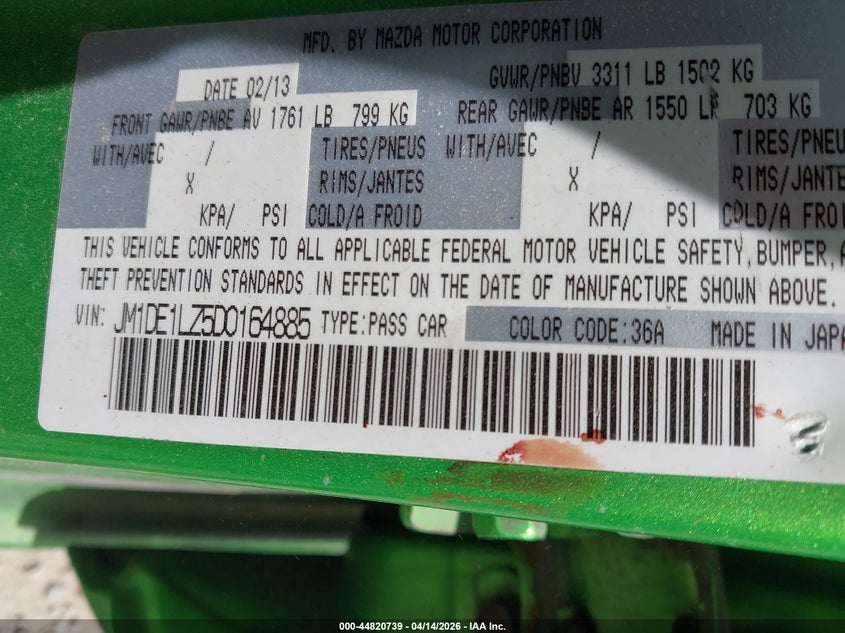 MFD. BY MAZDA MOTOR CORPORATION
DATE 02/13 GVWR/PNBV 3311 LB 1502 KG
FRONT GAWR/PNBE AV 1761 LB 799 KG REAR GAWR/PNBE AR 1550 LB 703 KG
WITH/AVEC / TIRES/PNEUS WITH/AVEC / TIRES/PNEU
X RIMS/JANTES X RIMS/JANTE
KPA/ PSI COLD/A FROID KPA/ PSI COLD/A FROI
THIS VEHICLE CONFORMS TO ALL APPLICABLE FEDERAL MOTOR VEHICLE SAFETY, BUMPER, A
THEFT PREVENTION STANDARDS IN EFFECT ON THE DATE OF MANUFACTURE SHOWN ABOVE.
VIN: JM1DE1LZ5D0164885 TYPE:PASS CAR COLOR CODE:36A MADE IN JAPA
000-44820739 - 04/14/2026 - IAA Inc.